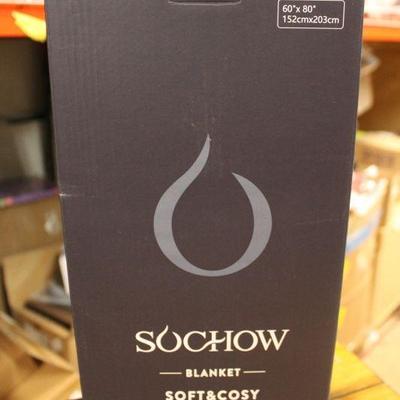 60"x 80"
152cmx203cm
SOCHOW
BLANKET
SOFT&COSY